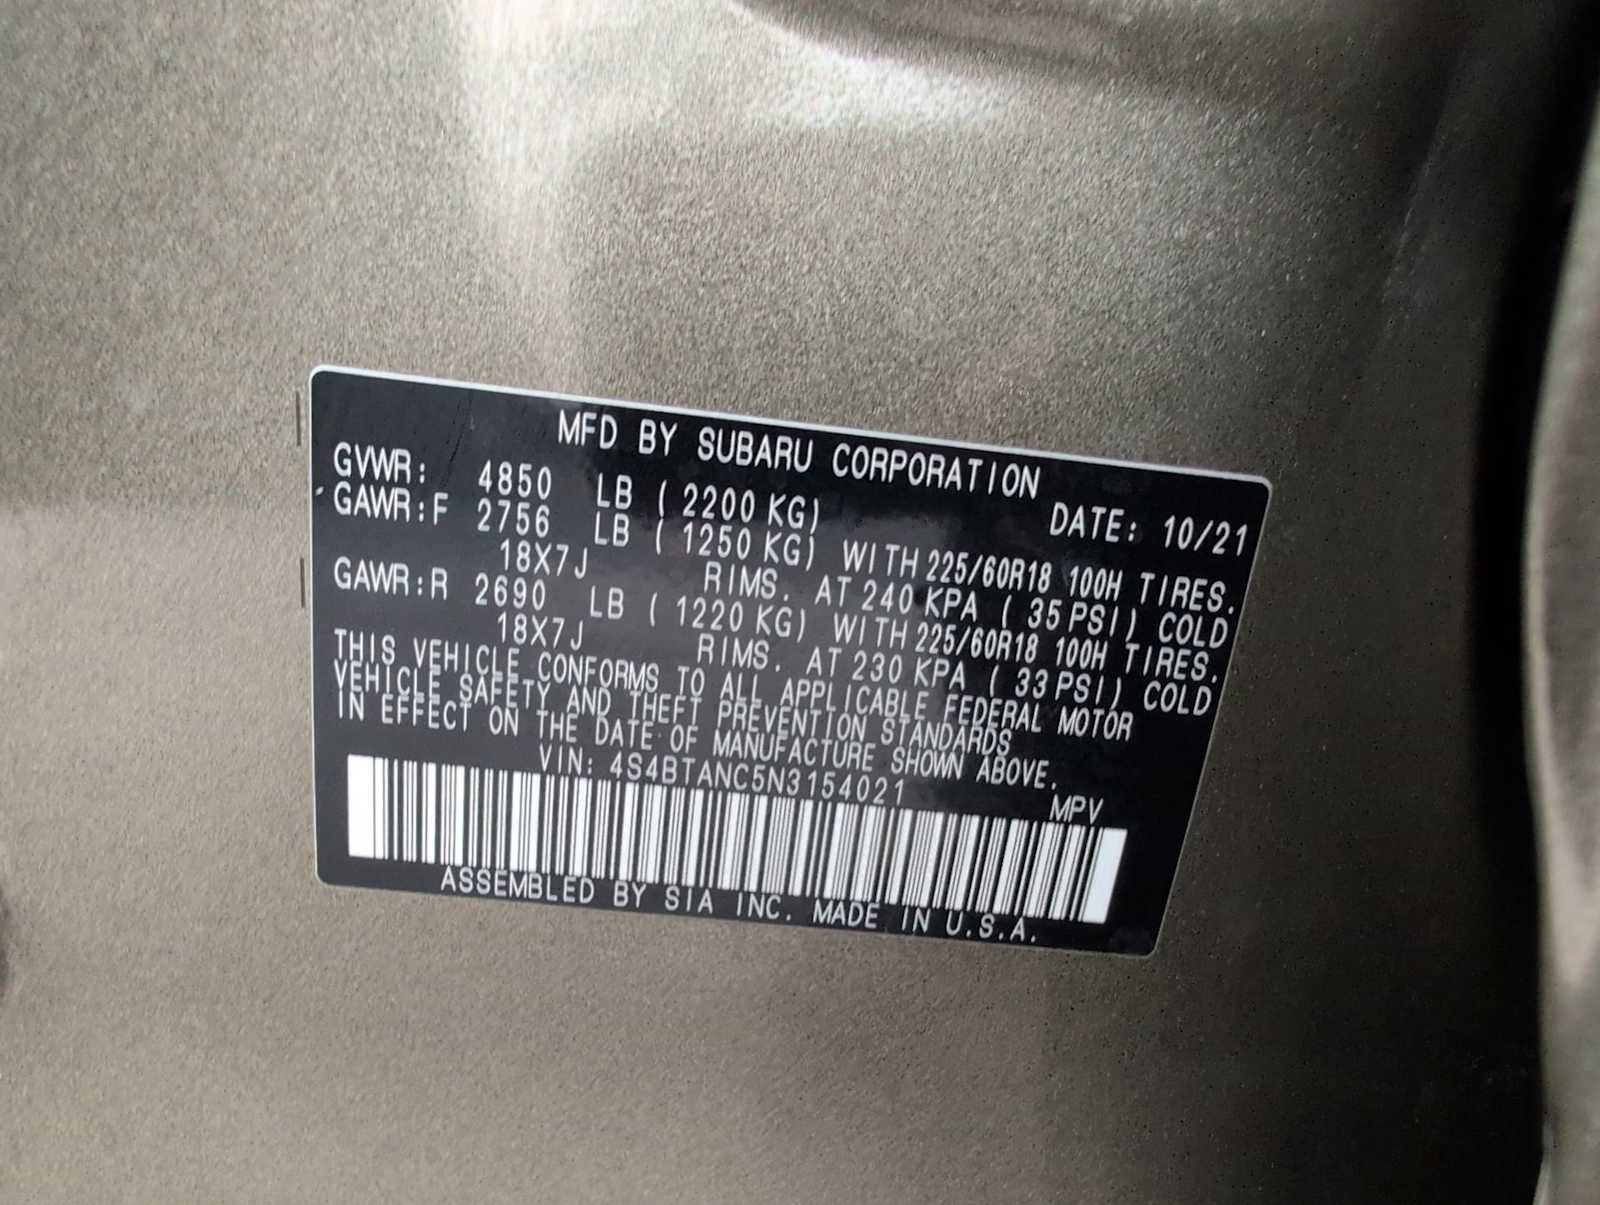 MFD BY SUBARU CORPORATION
GVWR: 4850 LB ( 2200 KG) DATE: 10/21
GAWR:F 2756 LB ( 1250 KG) WITH 225/60R18 100H TIRES.
18X7J RIMS. AT 240 KPA ( 35 PSI) COLD
GAWR:R 2690 LB ( 1220 KG) WITH 225/60R18 100H TIRES.
18X7J RIMS. AT 230 KPA ( 33 PSI) COLD
THIS VEHICLE CONFORMS TO ALL APPLICABLE FEDERAL MOTOR
VEHICLE SAFETY AND THEFT PREVENTION STANDARDS
IN EFFECT ON THE DATE OF MANUFACTURE SHOWN ABOVE.
VIN: 4S4BTANC5N3154021 MPV
ASSEMBLED BY SIA INC. MADE IN U.S.A.